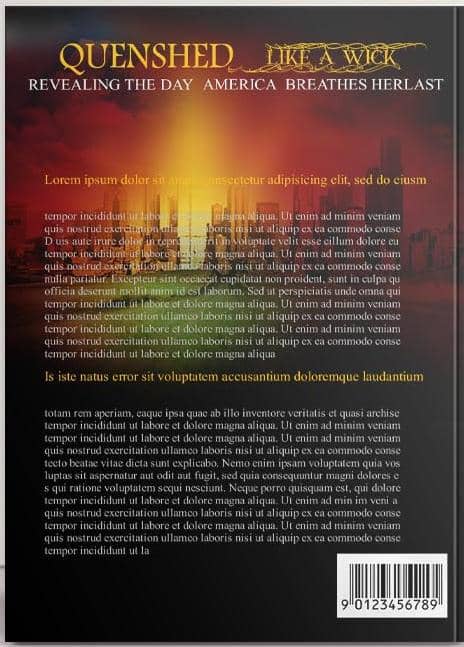 QUENSHED LIKE A WICK
REVEALING THE DAY AMERICA BREATHES HERLAST
Lorem ipsum dolor sit amet, consectetur adipisicing elit, sed do eiusm
tempor incididunt ut labore et dolore magna aliqua. Ut enim ad minim veniam
quis nostrud exercitation ullamco laboris nisi ut aliquip ex ea commodo conse
D uis aute irure dolor in reprehenderit in voluptate velit esse cillum dolore eu
tempor incididunt ut labore et dolore magna aliqua. Ut enim ad minim veniam
quis nostrud exercitation ullamco laboris nisi ut aliquip ex ea commodo conse
nulla pariatur. Excepteur sint occaecat cupidatat non proident, sunt in culpa qu
officia deserunt mollit anim id est laborum. Sed ut perspiciatis unde omna qui
tempor incididunt ut labore et dolore magna aliqua. Ut enim ad minim veniam
quis nostrud exercitation ullamco laboris nisi ut aliquip ex ea commodo conse
tempor incididunt ut labore et dolore magna aliqua. Ut enim ad minim veniam
quis nostrud exercitation ullamco laboris nisi ut aliquip ex ea commodo conse
tempor incididunt ut labore et dolore magna aliqua
Is iste natus error sit voluptatem accusantium doloremque laudantium
totam rem aperiam, eaque ipsa quae ab illo inventore veritatis et quasi archise
tempor incididunt ut labore et dolore magna aliqua. Ut enim ad minim veniam
tempor incididunt ut labore et dolore magna aliqua. Ut enim ad minim veniam
quis nostrud exercitation ullamco laboris nisi ut aliquip ex ea commodo conse
tecto beatae vitae dicta sunt explicabo. Nemo enim ipsam voluptatem quia vos
luptas sit aspernatur aut odit aut fugit, sed quia consequuntur magni dolores e
s qui ratione voluptatem sequi nesciunt. Neque porro quisquam est, qui dolore
tempor incididunt ut labore et dolore magna aliqua. Ut enim ad min im veni a
quis nostrud exercitation ullamco laboris nisi ut aliquip ex ea commodo conse
tempor incididunt ut labore et dolore magna aliqua. Ut enim ad minim veniam
quis nostrud exercitation ullamco laboris nisi ut aliquip ex ea commodo conse
tempor incididunt ut la
9 0123456789